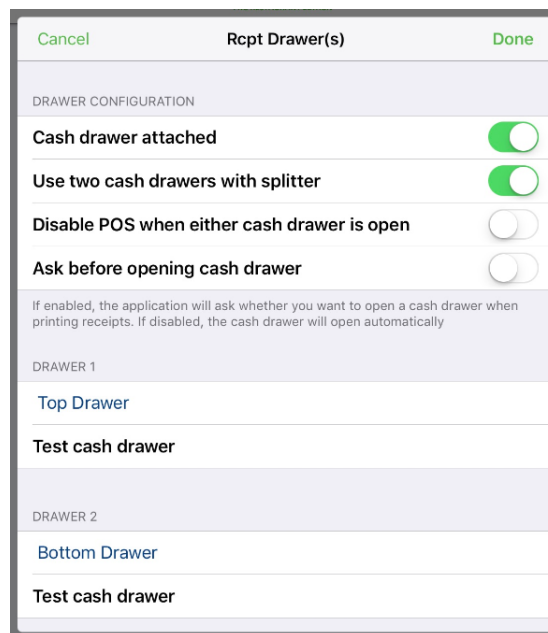 Cancel
Rcpt Drawer(s)
Done
DRAWER CONFIGURATION
Cash drawer attached
Use two cash drawers with splitter
Disable POS when either cash drawer is open
Ask before opening cash drawer
If enabled, the application will ask whether you want to open a cash drawer when
printing receipts. If disabled, the cash drawer will open automatically
DRAWER 1
Top Drawer
Test cash drawer
DRAWER 2
Bottom Drawer
Test cash drawer